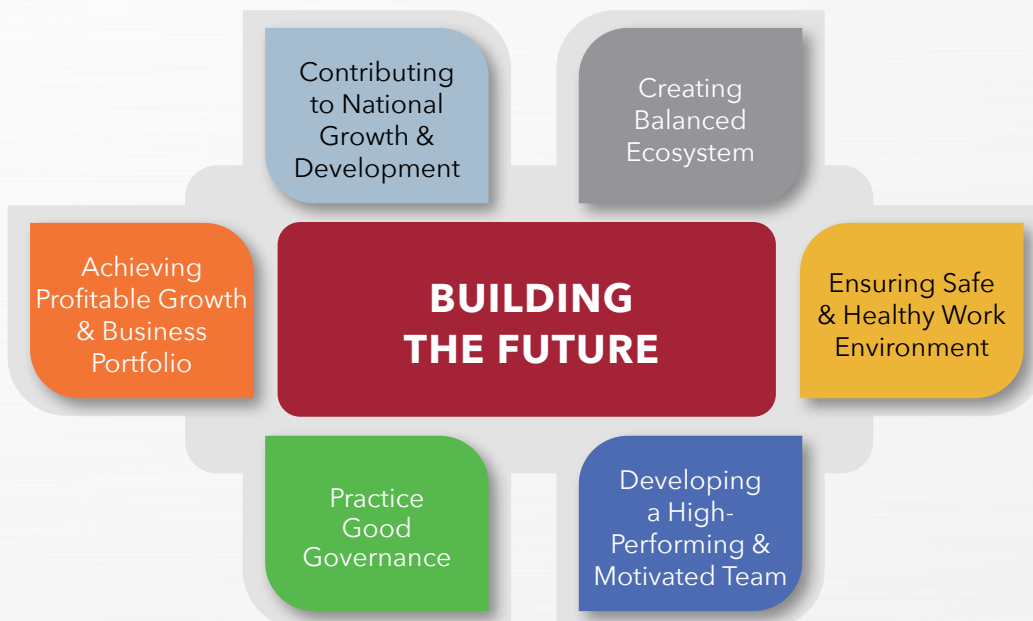 Contributing
to National
Growth &
Development
Creating
Balanced
Ecosystem
Achieving
Profitable Growth
& Business
Portfolio
BUILDING
THE FUTURE
Ensuring Safe
& Healthy Work
Environment
Practice
Good
Governance
Developing
a High-
Performing &
Motivated Team